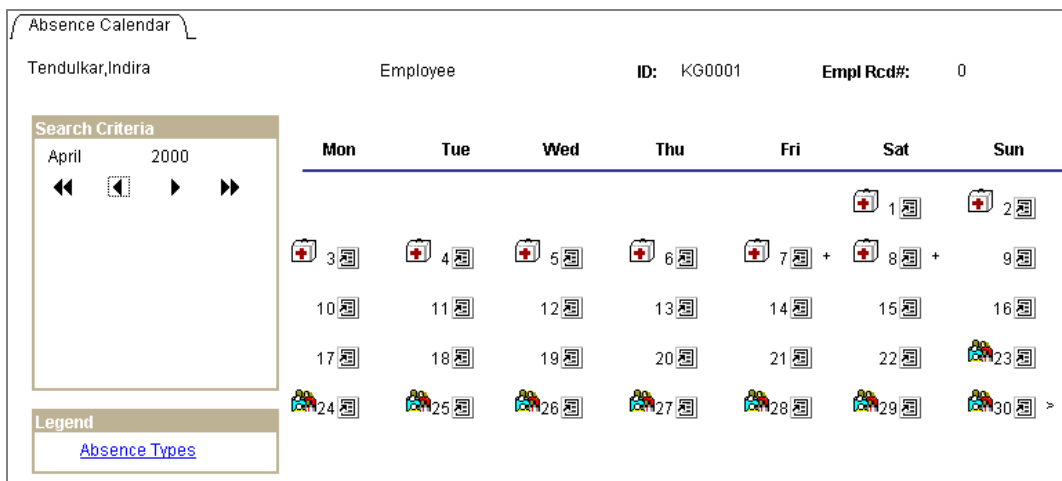 Absence Calendar
Tendulkar,Indira Employee ID: KG0001 Empl Rcd#: 0
Search Criteria
April 2000
Mon Tue Wed Thu Fri Sat Sun
1 2
3 4 5 6 7 + 8 + 9
10 11 12 13 14 15 16
17 18 19 20 21 22 23
24 25 26 27 28 29 30 >
Legend
Absence Types